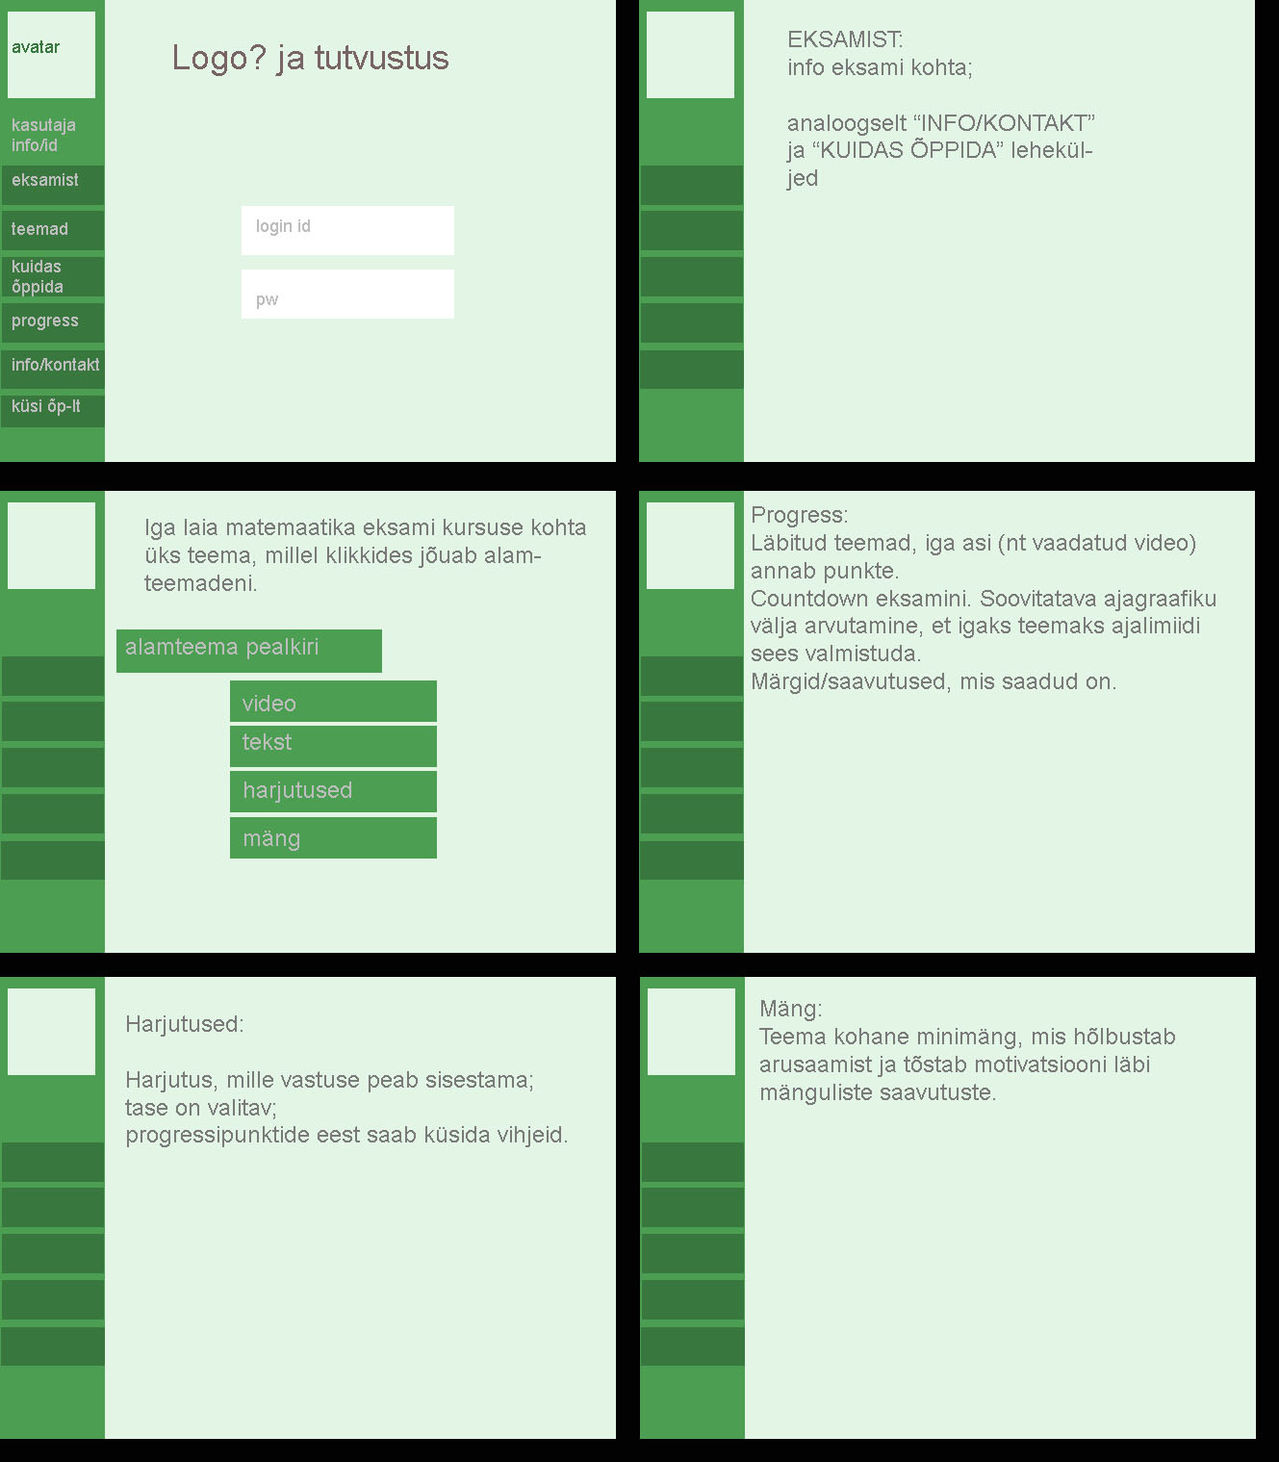 avatar
kasutaja
info/id
eksamist
teemad
kuidas
õppida
progress
info/kontakt
küsi õp-lt
Logo? ja tutvustus
login id
pw
EKSAMIST:
info eksami kohta;
analoogselt “INFO/KONTAKT”
ja “KUIDAS ÕPPIDA” lehekül-
jed
Iga laia matemaatika eksami kursuse kohta
üks teema, millel klikkides jõuab alam-
teemadeni.
alamteema pealkiri
video
tekst
harjutused
mäng
Progress:
Läbitud teemad, iga asi (nt vaadatud video)
annab punkte.
Countdown eksamini. Soovitatava ajagraafiku
välja arvutamine, et igaks teemaks ajalimiidi
sees valmistuda.
Märgid/saavutused, mis saadud on.
Harjutused:
Harjutus, mille vastuse peab sisestama;
tase on valitav;
progressipunktide eest saab küsida vihjeid.
Mäng:
Teema kohane minimäng, mis hõlbustab
arusaamist ja tõstab motivatsiooni läbi
mänguliste saavutuste.